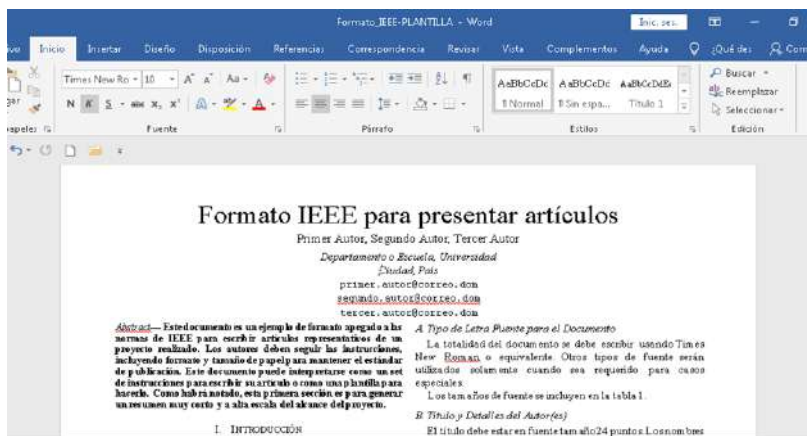 Formato_IEEE-PLANTILLA - Word
Inic. ses.
Inicio Insertar Diseño Disposición Referencias Correspondencia Revisar Vista Complementos Ayuda ¿Qué des Com
Times New Ro 10 A A Aa
N K S abc x, x' A
Fuente
Párrafo
AaBbCcDc AaBbCcDc AaBbCcDdEe
¶ Normal ¶ Sin espa... Título 1
Estilos
Buscar
Reemplazar
Seleccionar
Edición
Formato IEEE para presentar artículos
Primer Autor, Segundo Autor, Tercer Autor
Departamento o Escuela, Universidad
Ciudad, País
primer.autor@correo.dom
segundo.autor@correo.dom
tercer.autor@correo.dom
Abstract— Este documento es un ejemplo de formato apegado a las
normas de IEEE para escribir artículos representativos de un
proyecto realizado. Los autores deben seguir las instrucciones,
incluyendo formato y tamaño de papel para mantener el estándar
de publicación. Este documento puede interpretarse como un set
de instrucciones para escribir su artículo o como una plantilla para
hacerlo. Como habrá notado, esta primera sección es para generar
un resumen muy corto y a alta escala del alcance del proyecto.
I. INTRODUCCIÓN
A. Tipo de Letra Fuente para el Documento
La totalidad del documento se debe escribir usando Times
New Roman o equivalente. Otros tipos de fuente serán
utilizados solamente cuando sea requerido para casos
especiales.
Los tamaños de fuente se incluyen en la tabla 1.
B. Título y Detalles del Autor(es)
El título debe estar en fuente tamaño 24 puntos. Los nombres